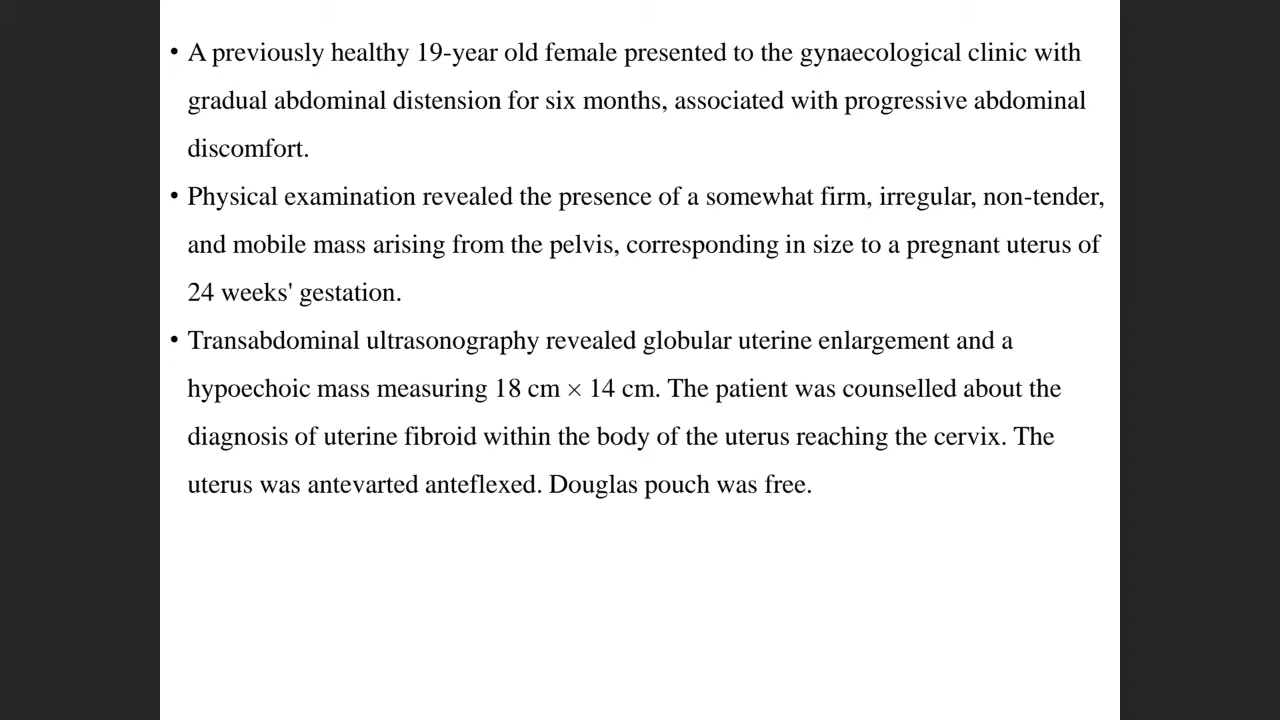 • A previously healthy 19-year old female presented to the gynaecological clinic with
gradual abdominal distension for six months, associated with progressive abdominal
discomfort.
• Physical examination revealed the presence of a somewhat firm, irregular, non-tender,
and mobile mass arising from the pelvis, corresponding in size to a pregnant uterus of
24 weeks' gestation.
• Transabdominal ultrasonography revealed globular uterine enlargement and a
hypoechoic mass measuring 18 cm × 14 cm. The patient was counselled about the
diagnosis of uterine fibroid within the body of the uterus reaching the cervix. The
uterus was antevarted anteflexed. Douglas pouch was free.